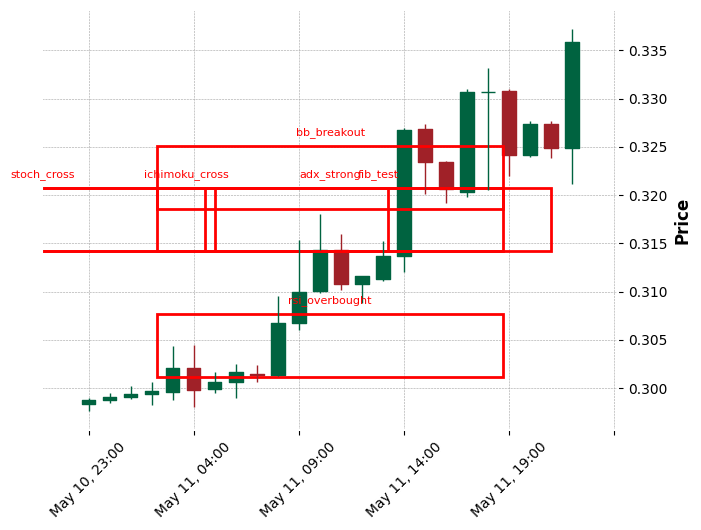 bb_breakout
stoch_cross
ichimoku_cross
adx_strong
fib_test
overbought
0.335
0.330
0.325
0.320
0.315
0.310
0.305
0.300
Price
May 10, 23:00
May 11, 04:00
May 11, 09:00
May 11, 14:00
May 11, 19:00